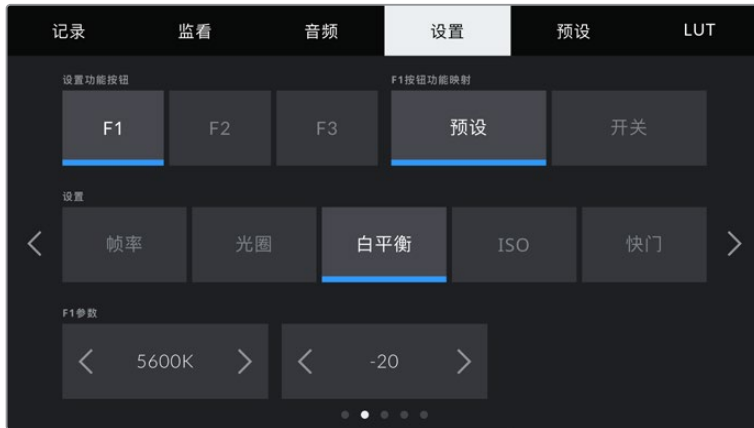 记录 监看 音频 设置 预设 LUT
设置功能按钮 F1按钮功能映射
F1 F2 F3 预设 开关
设置
帧率 光圈 白平衡 ISO 快门
F1参数
5600K -20